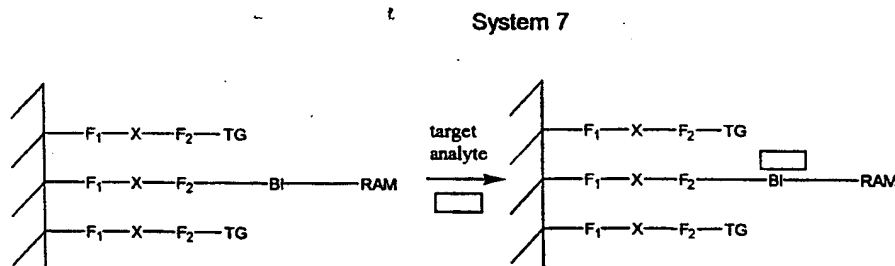 System 7
F₁—X—F₂—TG
F₁—X—F₂—BI—RAM
F₁—X—F₂—TG
target
analyte
F₁—X—F₂—TG
F₁—X—F₂—BI—RAM
F₁—X—F₂—TG